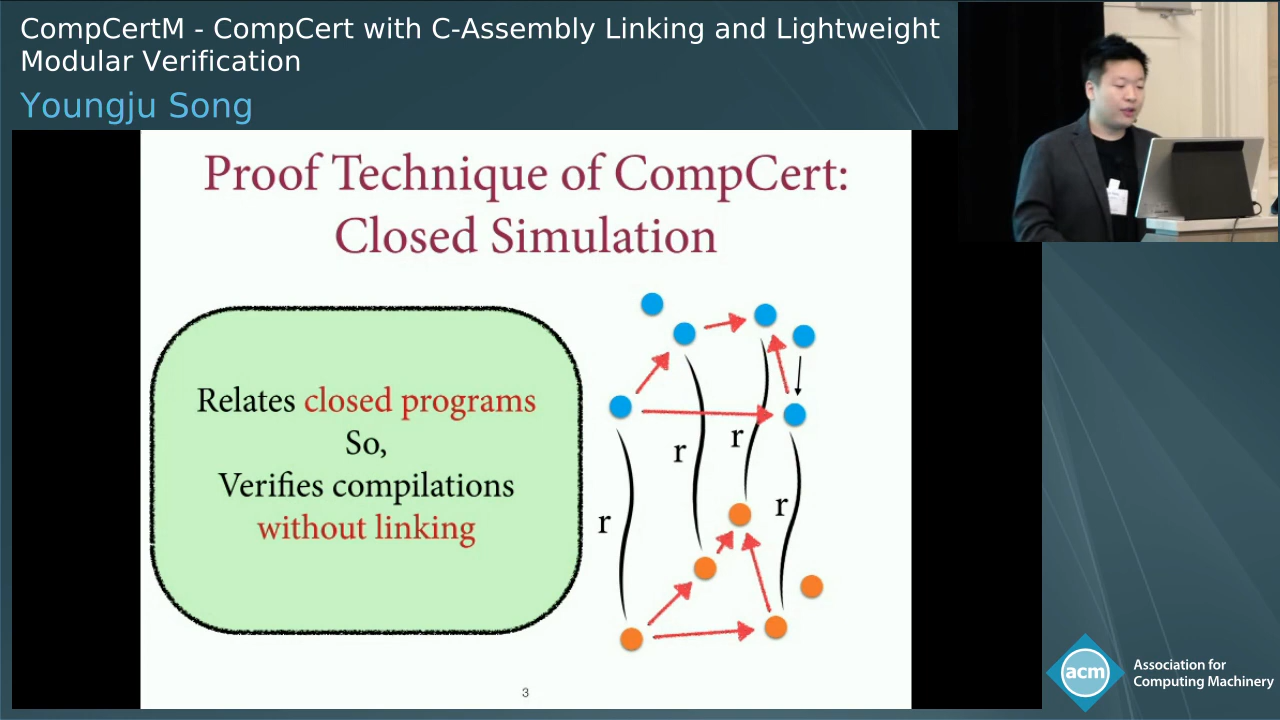 CompCertM - CompCert with C-Assembly Linking and Lightweight
Modular Verification
Youngju Song
Proof Technique of CompCert:
Closed Simulation
Relates closed programs
So,
Verifies compilations
without linking
r
r
r
r
3
acm
Association for
Computing Machinery